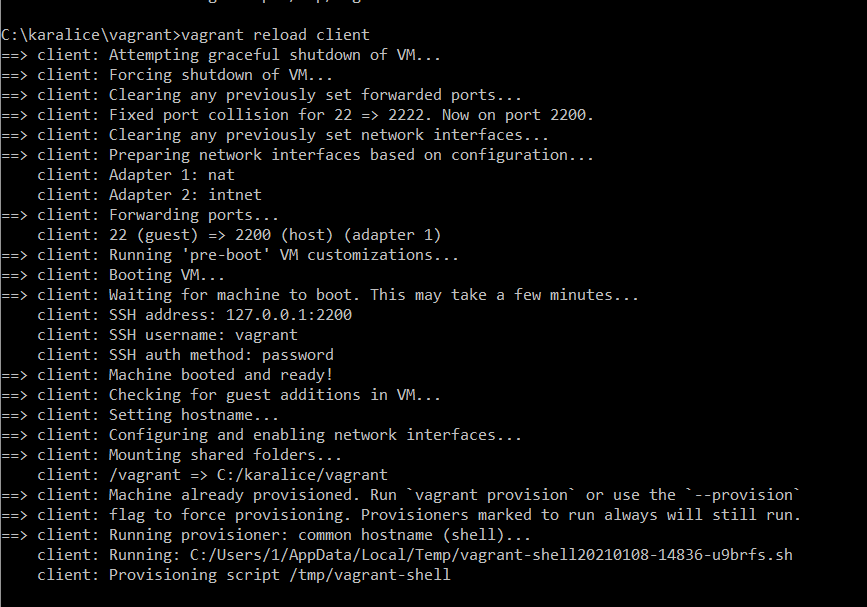 C:\karalice\vagrant>vagrant reload client
==> client: Attempting graceful shutdown of VM...
==> client: Forcing shutdown of VM...
==> client: Clearing any previously set forwarded ports...
==> client: Fixed port collision for 22 => 2222. Now on port 2200.
==> client: Clearing any previously set network interfaces...
==> client: Preparing network interfaces based on configuration...
    client: Adapter 1: nat
    client: Adapter 2: intnet
==> client: Forwarding ports...
    client: 22 (guest) => 2200 (host) (adapter 1)
==> client: Running 'pre-boot' VM customizations...
==> client: Booting VM...
==> client: Waiting for machine to boot. This may take a few minutes...
    client: SSH address: 127.0.0.1:2200
    client: SSH username: vagrant
    client: SSH auth method: password
==> client: Machine booted and ready!
==> client: Checking for guest additions in VM...
==> client: Setting hostname...
==> client: Configuring and enabling network interfaces...
==> client: Mounting shared folders...
    client: /vagrant => C:/karalice/vagrant
==> client: Machine already provisioned. Run `vagrant provision` or use the `--provision`
==> client: flag to force provisioning. Provisioners marked to run always will still run.
==> client: Running provisioner: common hostname (shell)...
    client: Running: C:/Users/1/AppData/Local/Temp/vagrant-shell20210108-14836-u9brfs.sh
    client: Provisioning script /tmp/vagrant-shell